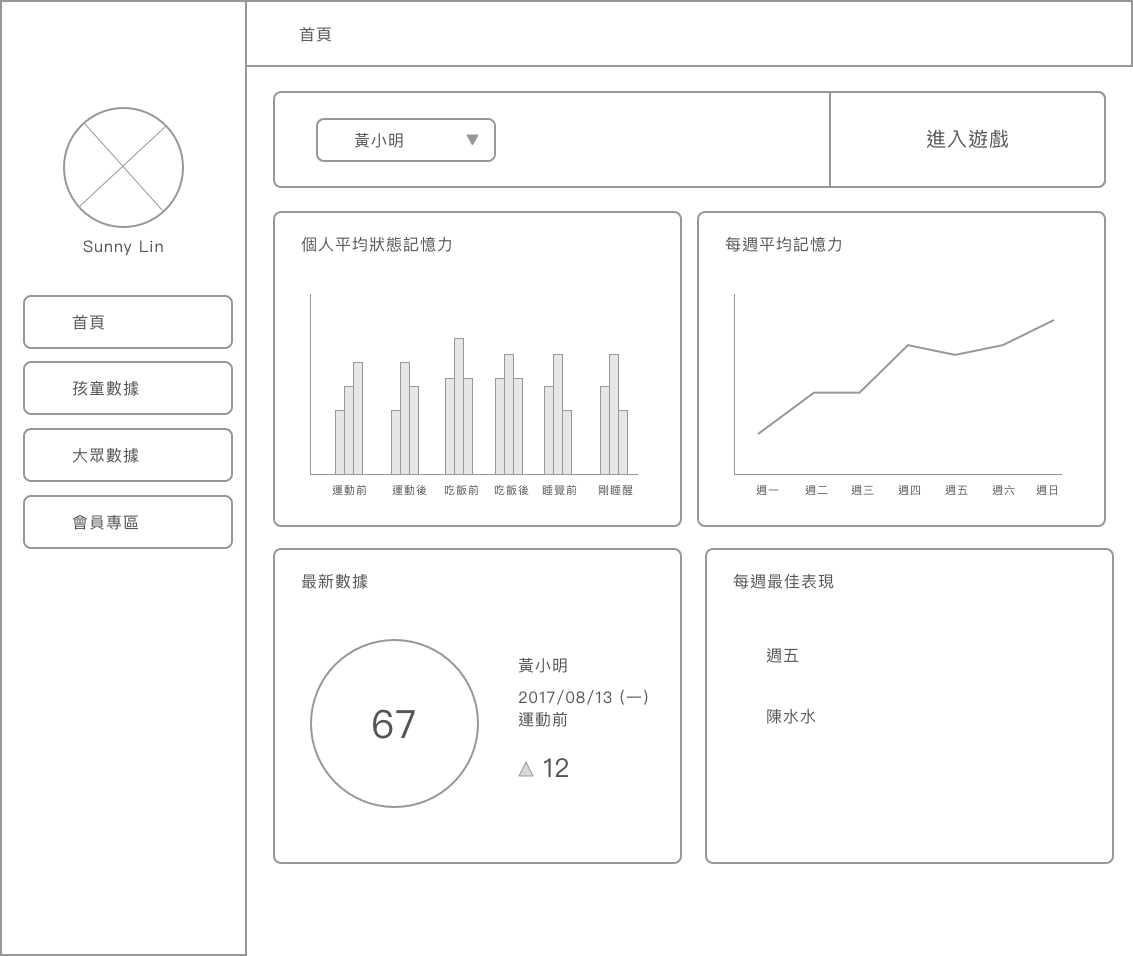 首頁
Sunny Lin
首頁
孩童數據
大眾數據
會員專區
黃小明
進入遊戲
個人平均狀態記憶力
運動前 運動後 吃飯前 吃飯後 睡覺前 剛睡醒
每週平均記憶力
週一 週二 週三 週四 週五 週六 週日
最新數據
67
黃小明
2017/08/13 (一)
運動前
12
每週最佳表現
週五
陳水水